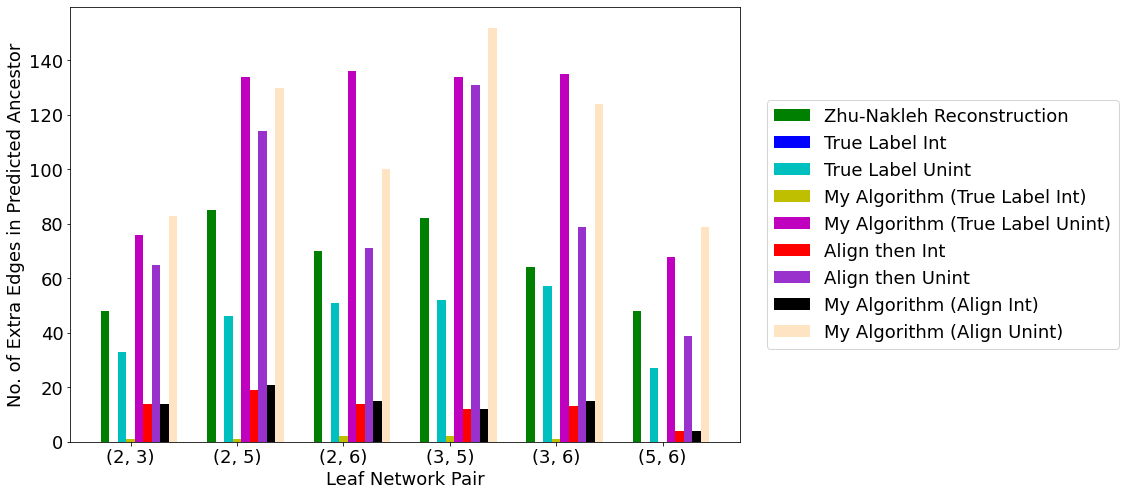 No. of Extra Edges in Predicted Ancestor
140
120
100
80
60
40
20
0
(2, 3)
(2, 5)
(2, 6)
(3, 5)
(3, 6)
(5, 6)
Leaf Network Pair
Zhu-Nakleh Reconstruction
True Label Int
True Label Unint
My Algorithm (True Label Int)
My Algorithm (True Label Unint)
Align then Int
Align then Unint
My Algorithm (Align Int)
My Algorithm (Align Unint)